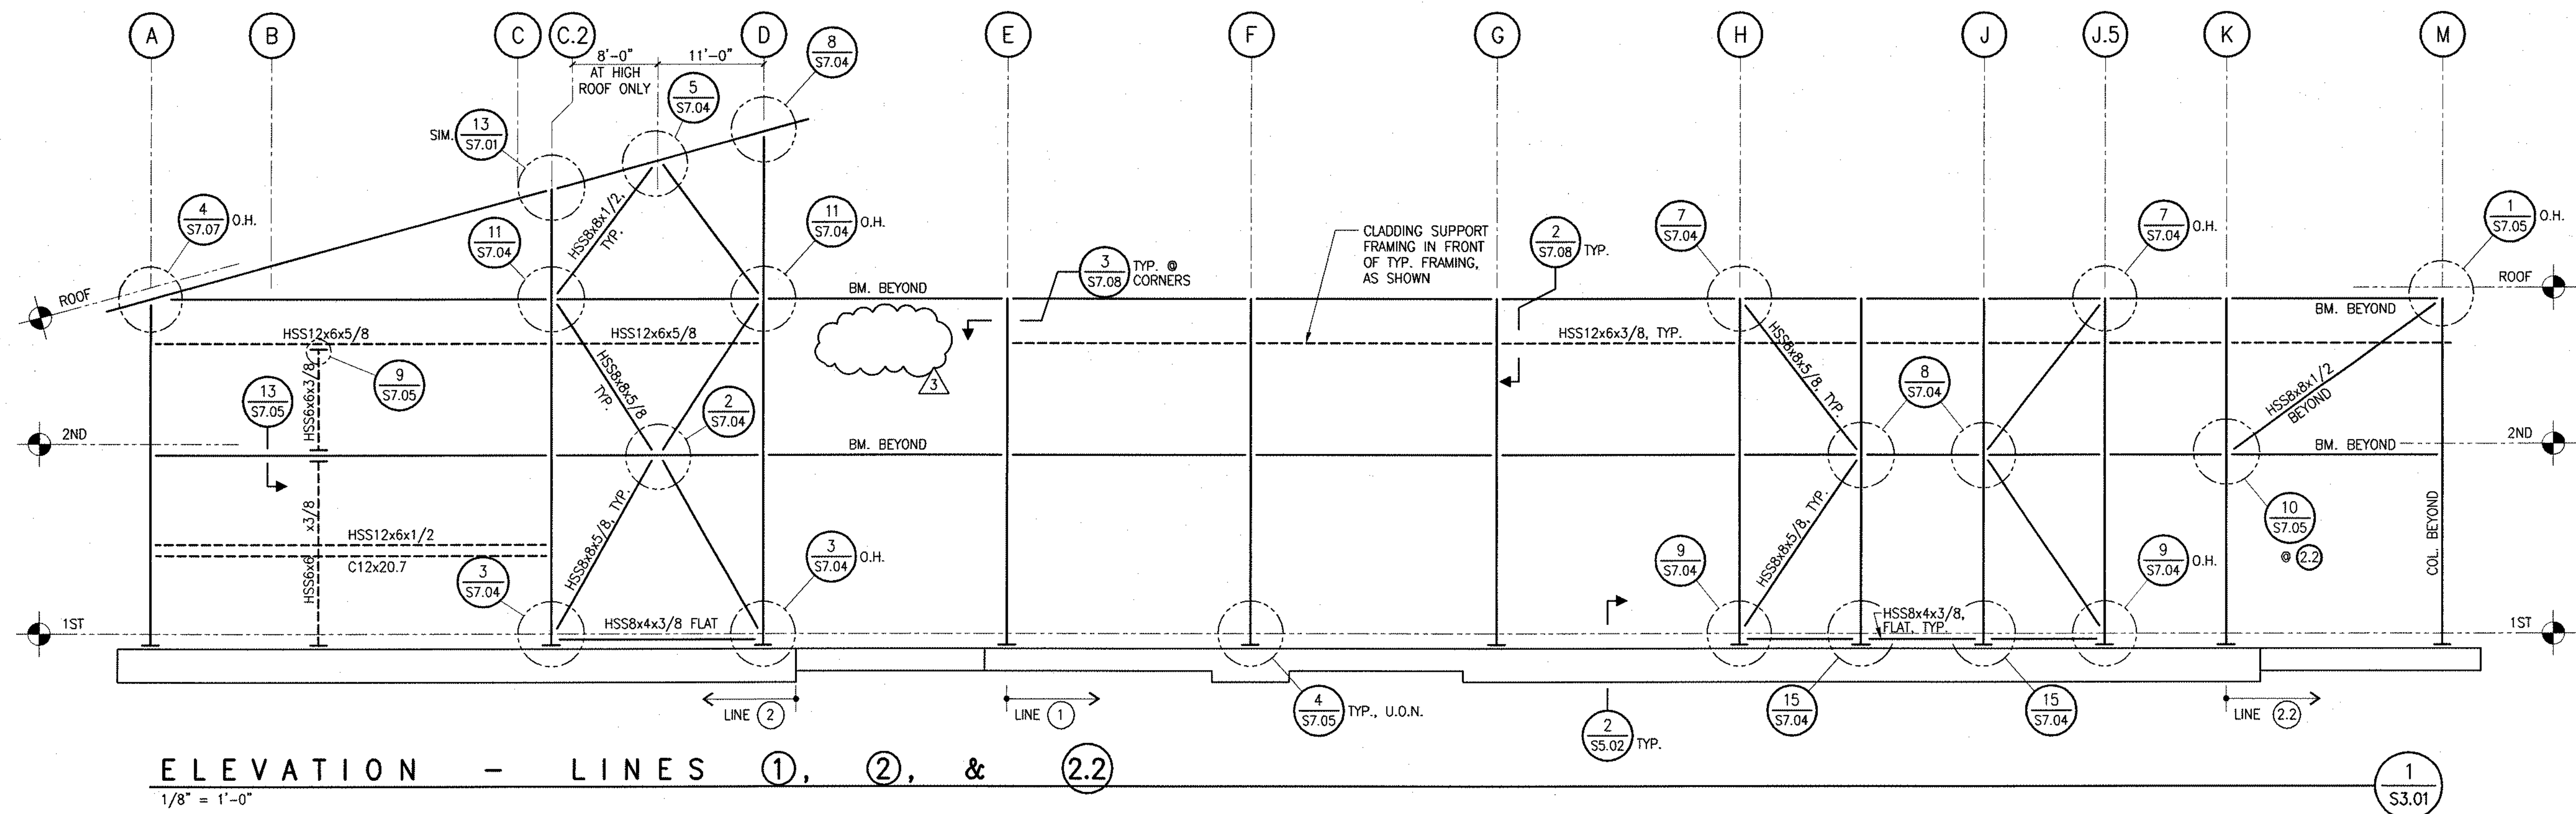 A
B
C
C.2
D
E
F
G
H
J
J.5
K
M
8'-0"
11'-0"
AT HIGH
ROOF ONLY
8
S7.04
5
S7.04
SIM.
13
S7.01
4
S7.07
O.H.
11
S7.04
HSS8x8x1/2,
TYP.
11
S7.04
O.H.
3
S7.08
TYP. @
CORNERS
CLADDING SUPPORT
FRAMING IN FRONT
OF TYP. FRAMING,
AS SHOWN
2
S7.08
TYP.
7
S7.04
7
S7.04
O.H.
1
S7.05
O.H.
ROOF
ROOF
BM. BEYOND
BM. BEYOND
HSS12x6x5/8
HSS12x6x5/8
HSS12x6x3/8, TYP.
3
HSS6x6x3/8
9
S7.05
13
S7.05
HSS8x8x5/8
TYP.
2
S7.04
HSS8x8x5/8, TYP.
8
S7.04
HSS8x8x1/2
BEYOND
2ND
2ND
BM. BEYOND
BM. BEYOND
HSS6x6
x3/8
HSS12x6x1/2
C12x20.7
3
S7.04
HSS8x8x5/8, TYP.
3
S7.04
O.H.
9
S7.04
HSS8x8x5/8, TYP.
9
S7.04
O.H.
10
S7.05
@ 2.2
COL. BEYOND
1ST
1ST
HSS8x4x3/8 FLAT
HSS8x4x3/8,
FLAT, TYP.
LINE 2
LINE 1
4
S7.05
TYP., U.O.N.
2
S5.02
TYP.
15
S7.04
15
S7.04
LINE 2.2
ELEVATION - LINES 1, 2, & 2.2
1/8" = 1'-0"
1
S3.01